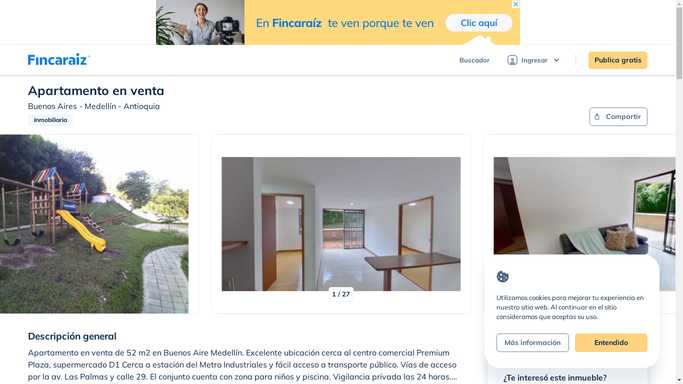 En Fincaraíz te ven porque te ven
Clic aquí
Fincaraiz
Buscador
Ingresar
Publica gratis
Apartamento en venta
Buenos Aires - Medellín - Antioquia
Inmobiliaria
Compartir
1 / 27
Utilizamos cookies para mejorar tu experiencia en
nuestro sitio web. Al continuar en el sitio
consideramos que aceptas su uso.
Más información
Entendido
Descripción general
Apartamento en venta de 52 m2 en Buenos Aire Medellín. Excelente ubicación cerca al centro comercial Premium
Plaza, supermercado D1 Cerca a estación del Metro Industriales y fácil acceso a transporte público. Vías de acceso
por la av. Las Palmas y calle 29. El conjunto cuenta con zona para niños y piscina, Vigilancia privada las 24 horas....
¿Te interesó este inmueble?